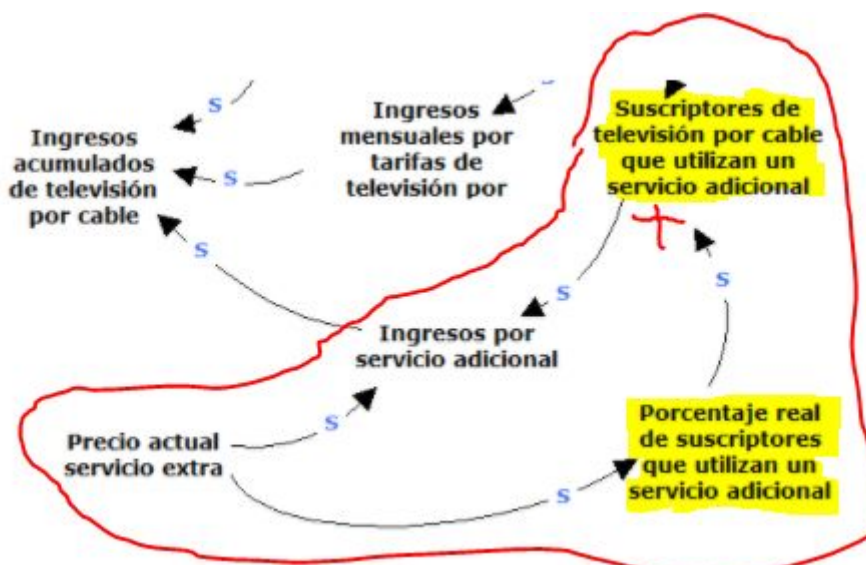 S
S
S
S
S
S
S
Ingresos
acumulados
de televisión
por cable
Ingresos
mensuales por
tarifas de
televisión por
Suscriptores de
televisión por cable
que utilizan un
servicio adicional
Ingresos por
servicio adicional
Precio actual
servicio extra
Porcentaje real
de suscriptores
que utilizan un
servicio adicional